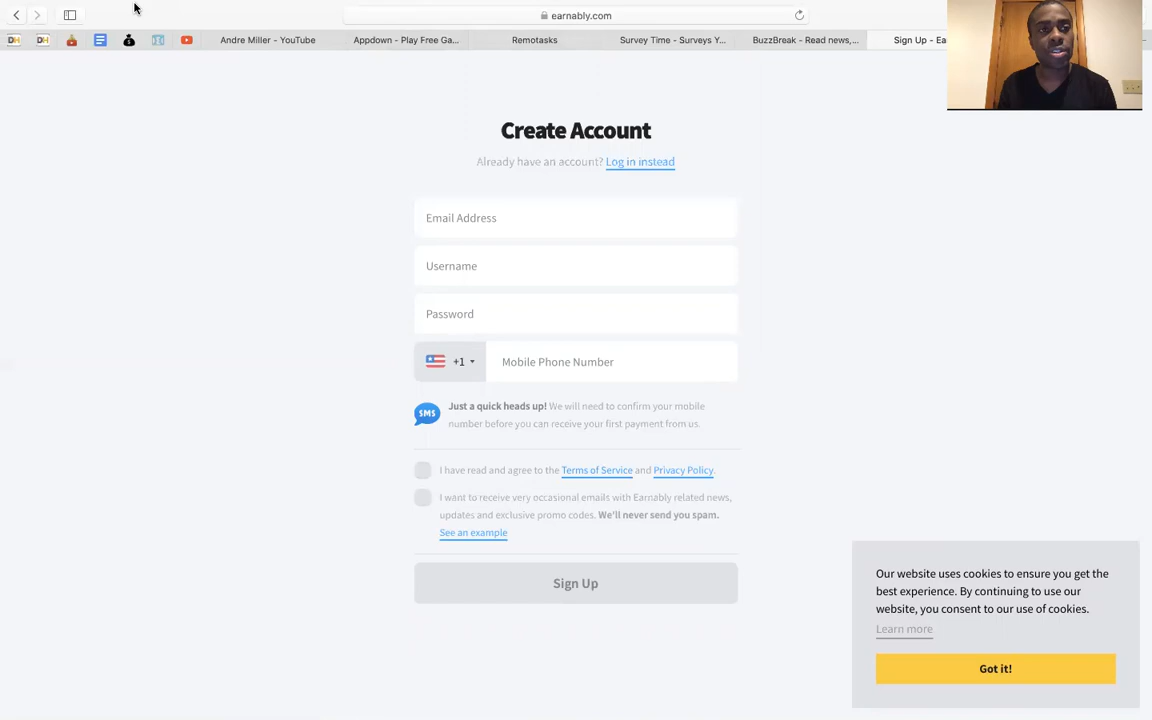 earnably.com
Andre Miller - YouTube
Appdown - Play Free Ga...
Remotasks
Survey Time - Surveys Y...
BuzzBreak - Read news,...
Sign Up - Ea
Create Account
Already have an account? Log in instead
Email Address
Username
Password
+1
Mobile Phone Number
SMS
Just a quick heads up! We will need to confirm your mobile
number before you can receive your first payment from us.
I have read and agree to the Terms of Service and Privacy Policy.
I want to receive very occasional emails with Earnably related news,
updates and exclusive promo codes. We'll never send you spam.
See an example
Sign Up
Our website uses cookies to ensure you get the
best experience. By continuing to use our
website, you consent to our use of cookies.
Learn more
Got it!